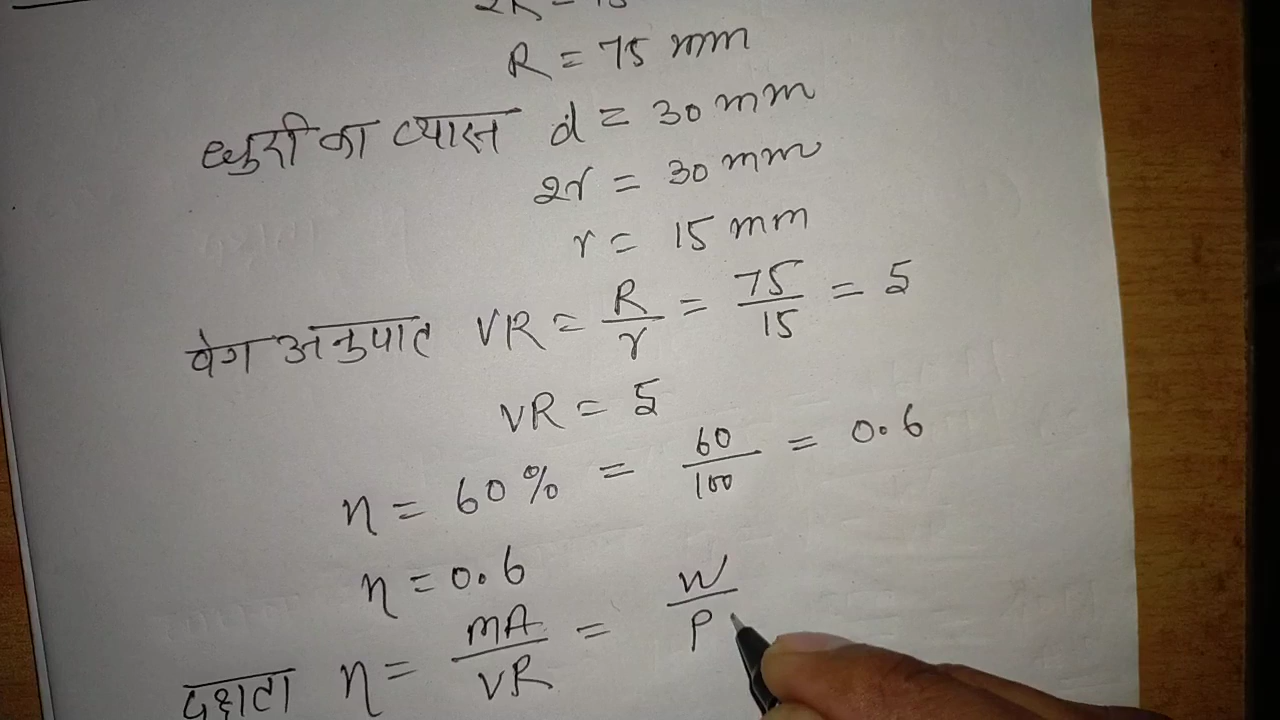 R = 75 mm
धुरी का व्यास d = 30 mm
2r = 30 mm
r = 15 mm
वेग अनुपात VR = R/r = 75/15 = 5
VR = 5
η = 60% = 60/100 = 0.6
η = 0.6
दक्षता η = MA/VR = W/P